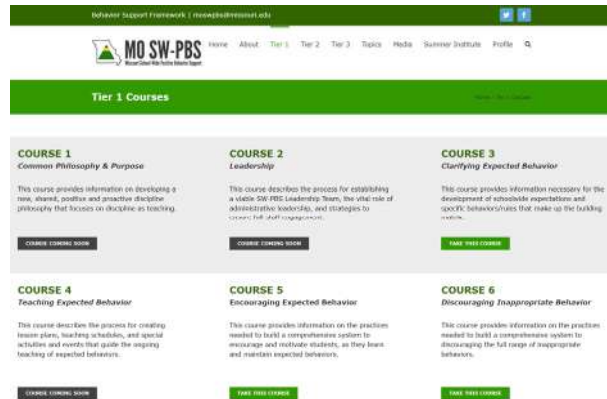 Behavior Support Framework | moswpbs@missouri.edu
MO SW-PBS
Missouri School-Wide Positive Behavior Support
Home About Tier 1 Tier 2 Tier 3 Topics Media Summer Institute Profile
Tier 1 Courses
COURSE 1
Common Philosophy & Purpose
This course provides information on developing a
new, shared, positive and proactive discipline
philosophy that focuses on discipline as teaching.
COURSE COMING SOON
COURSE 2
Leadership
This course describes the process for establishing
a viable SW-PBS Leadership Team, the vital role of
administrative leadership, and strategies to
COURSE COMING SOON
COURSE 3
Clarifying Expected Behavior
This course provides information necessary for the
development of schoolwide expectations and
specific behaviors/rules that make up the building
TAKE THIS COURSE
COURSE 4
Teaching Expected Behavior
This course describes the process for creating
lesson plans, teaching schedules, and special
activities and events that guide the ongoing
teaching of expected behaviors.
COURSE COMING SOON
COURSE 5
Encouraging Expected Behavior
This course provides information on the practices
needed to build a comprehensive system to
encourage and motivate students, as they learn
and maintain expected behaviors.
TAKE THIS COURSE
COURSE 6
Discouraging Inappropriate Behavior
This course provides information on the practices
needed to build a comprehensive system to
discouraging the full range of inappropriate
behaviors.
TAKE THIS COURSE